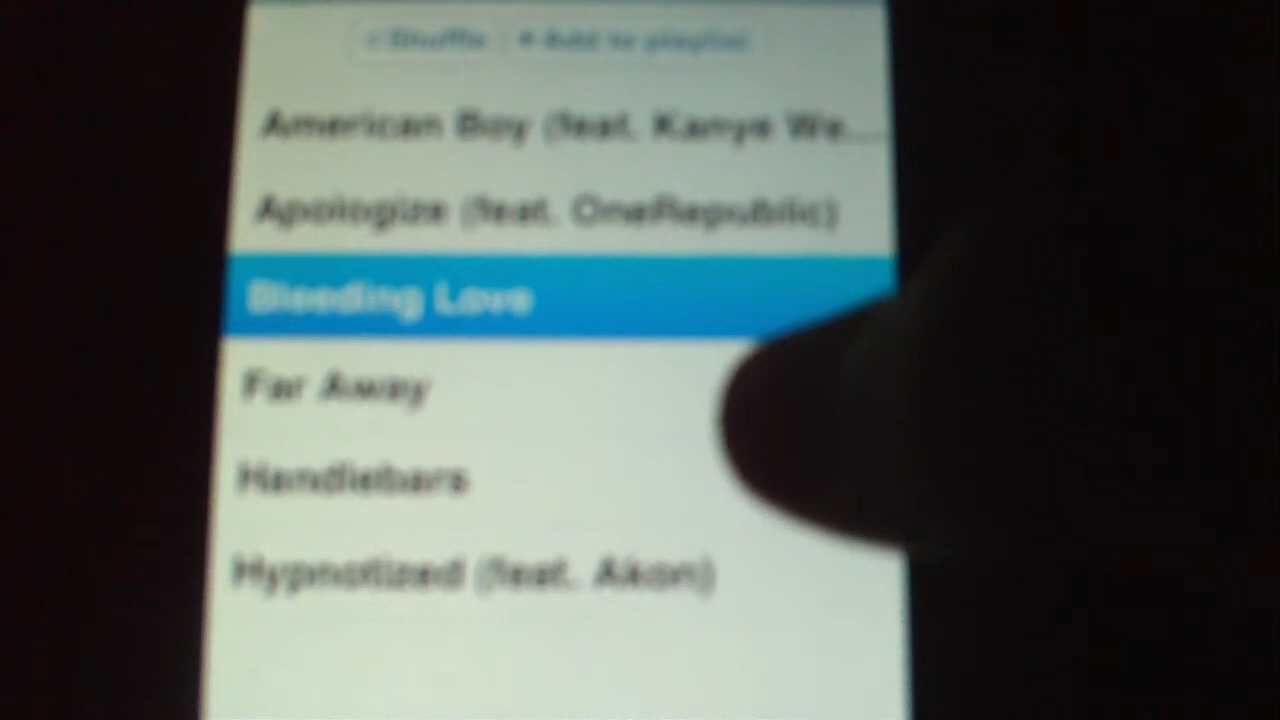 Shuffle + Add to playlist
American Boy (feat. Kanye We...
Apologize (feat. OneRepublic)
Bleeding Love
Far Away
Handlebars
Hypnotized (feat. Akon)